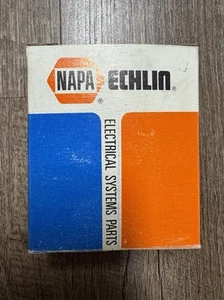 NAPA ECHLIN®
®
ELECTRICAL SYSTEMS PARTS